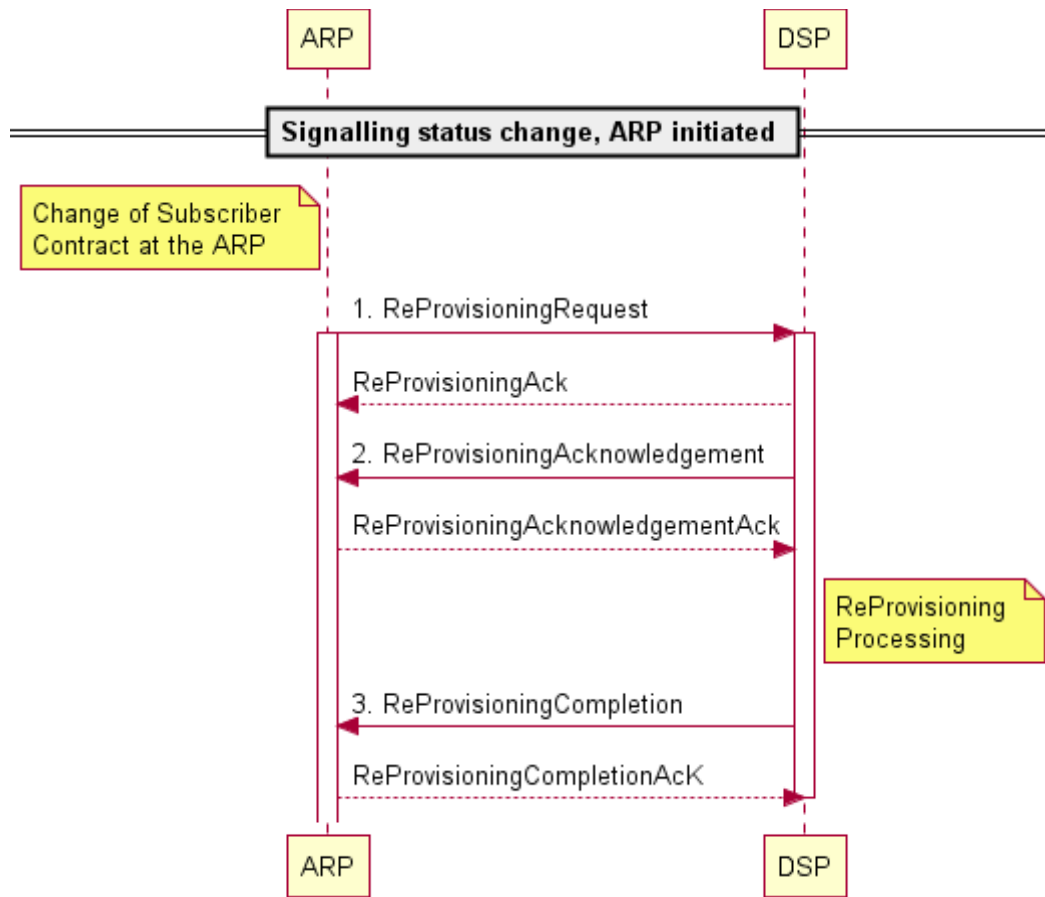 ARP
DSP
Signalling status change, ARP initiated
Change of Subscriber
Contract at the ARP
1. ReProvisioningRequest
ReProvisioningAck
2. ReProvisioningAcknowledgement
ReProvisioningAcknowledgementAck
ReProvisioning
Processing
3. ReProvisioningCompletion
ReProvisioningCompletionAcK
ARP
DSP